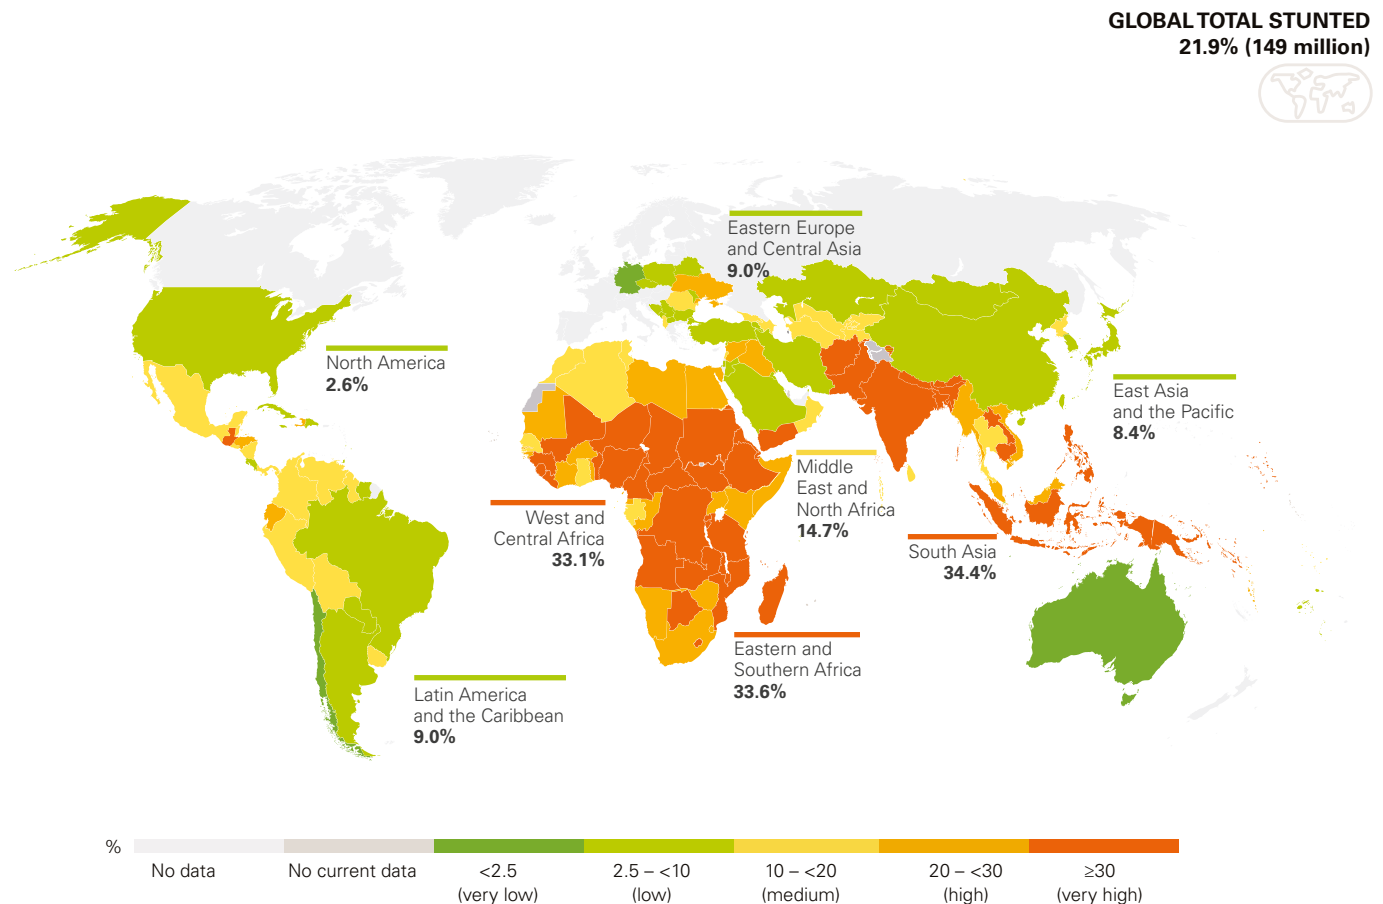 GLOBAL TOTAL STUNTED
21.9% (149 million)
Eastern Europe
and Central Asia
9.0%
North America
2.6%
East Asia
and the Pacific
8.4%
Middle
East and
North Africa
14.7%
West and
Central Africa
33.1%
South Asia
34.4%
Eastern and
Southern Africa
33.6%
Latin America
and the Caribbean
9.0%
%
No data
No current data
<2.5
(very low)
2.5 – <10
(low)
10 – <20
(medium)
20 – <30
(high)
≥30
(very high)